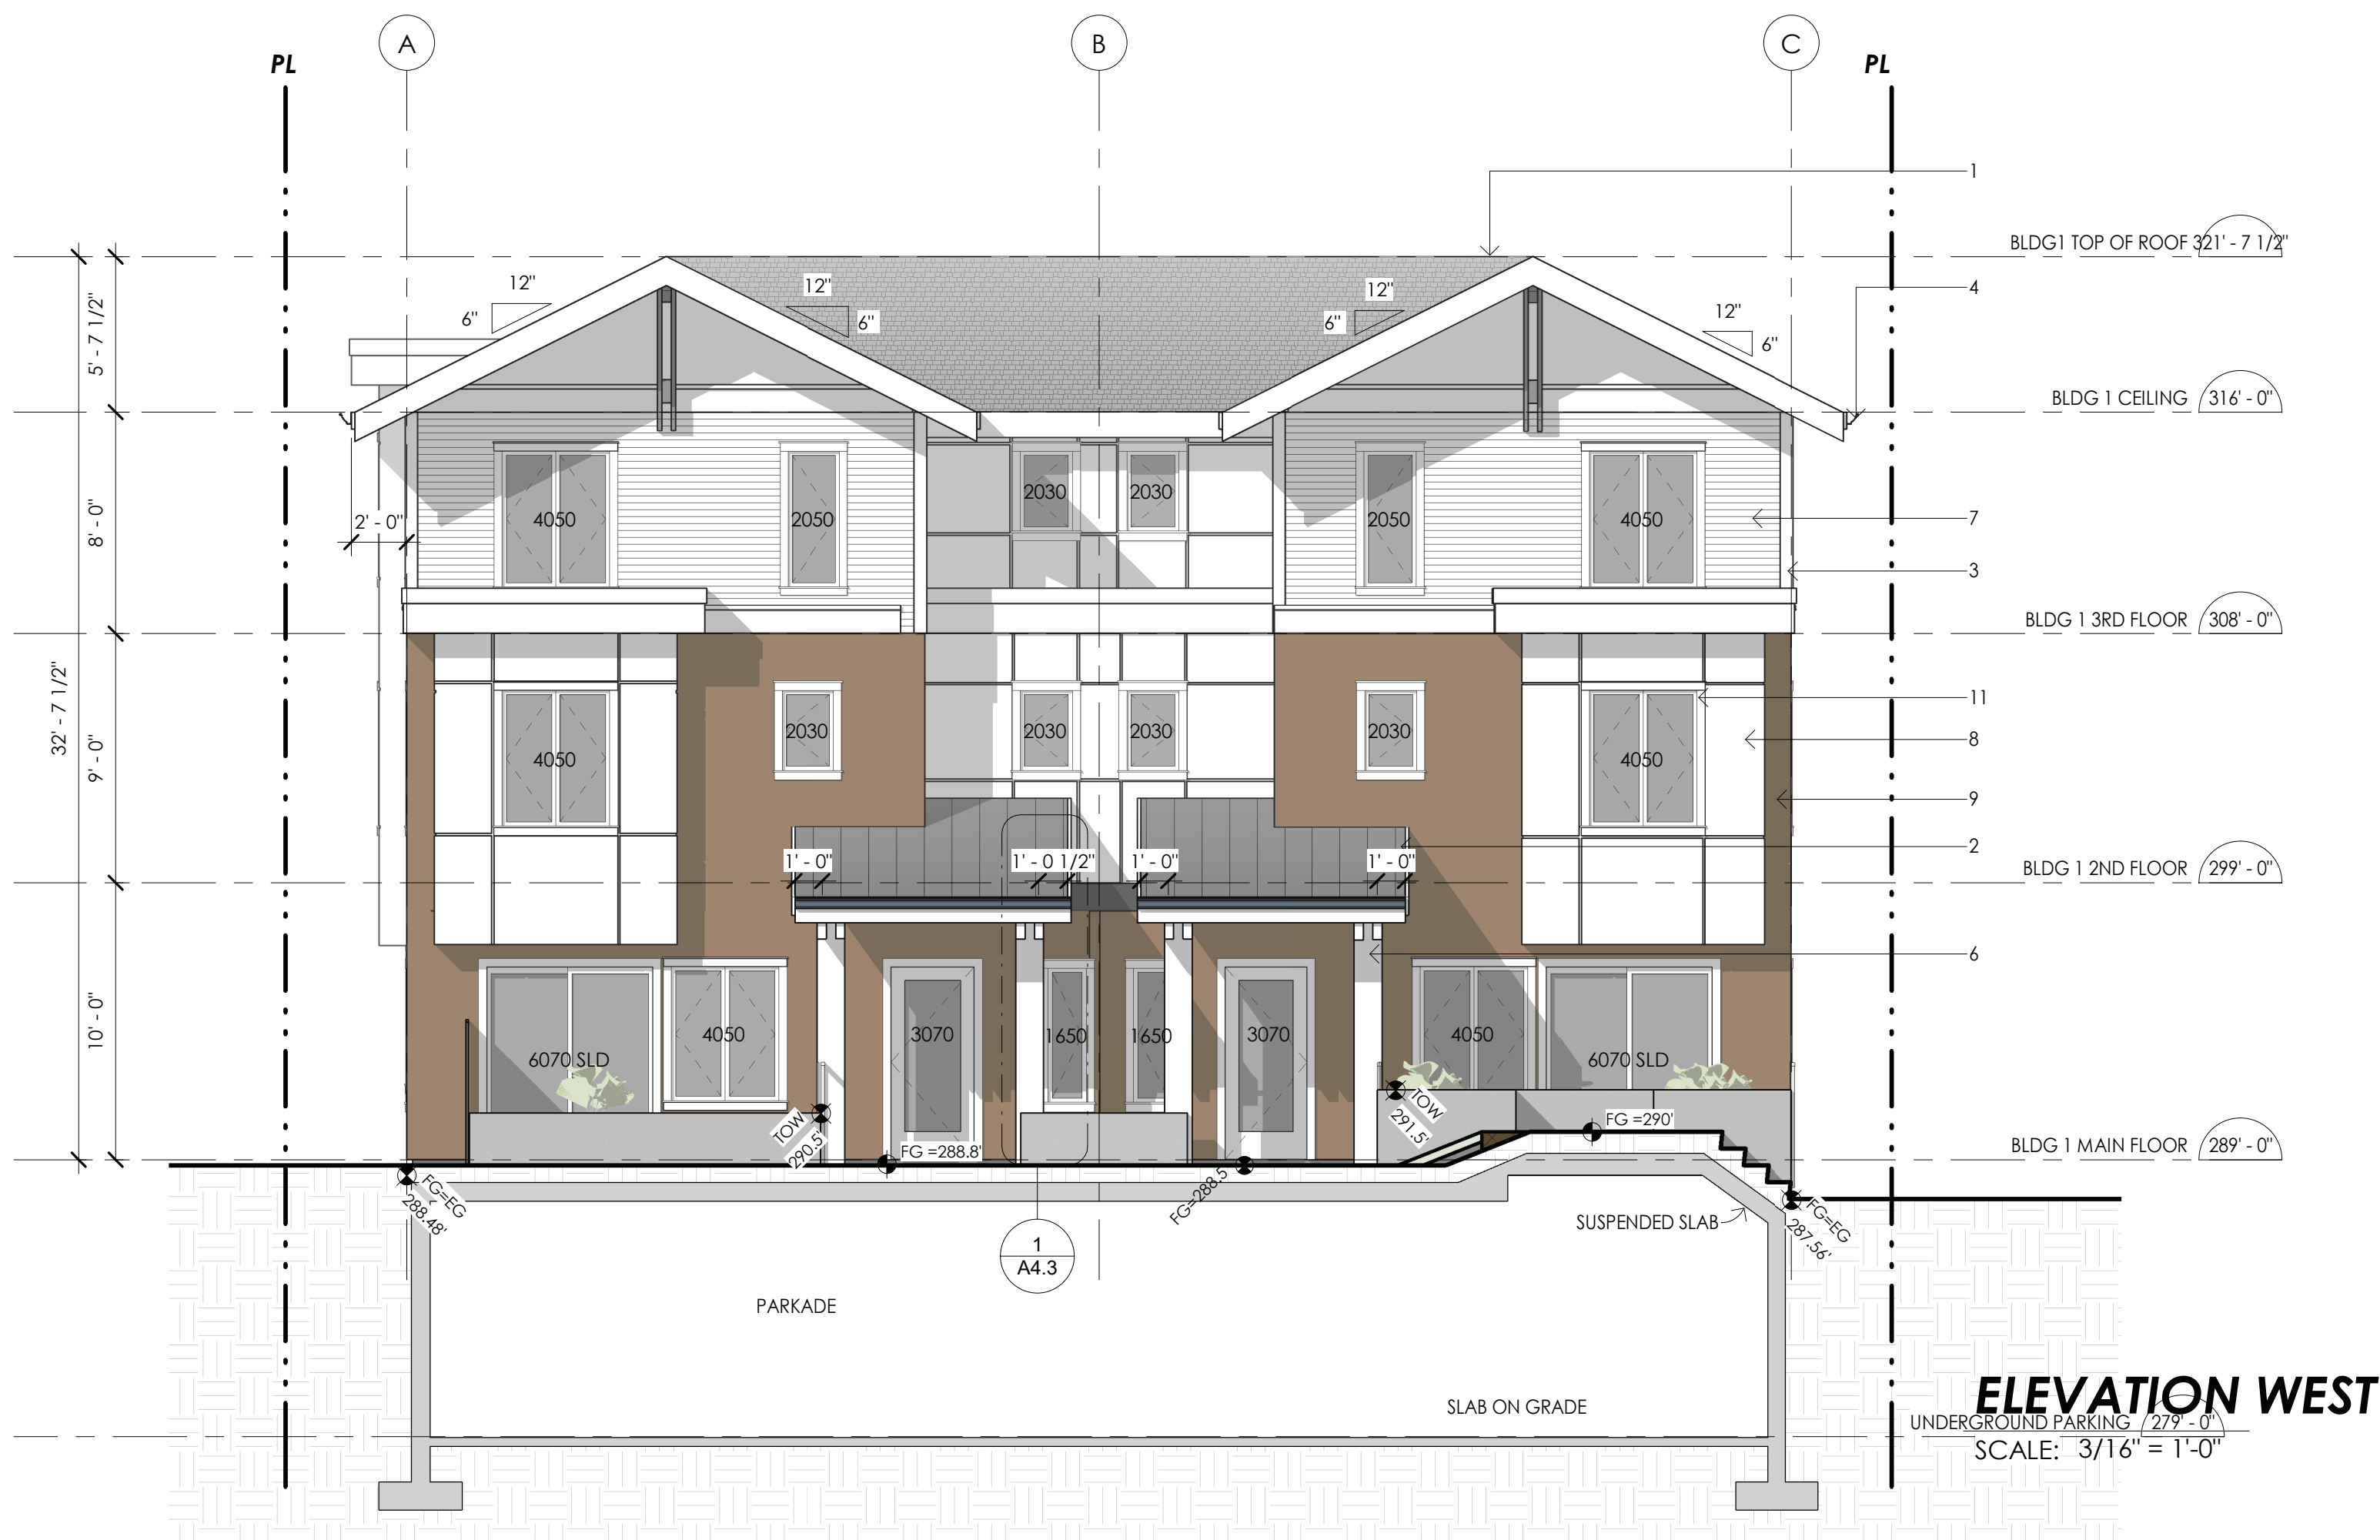 A
B
C
PL
PL
1
BLDG1 TOP OF ROOF 321' - 7 1/2"
12"
6"
12"
6"
12"
6"
12"
6"
4
5' - 7 1/2"
BLDG 1 CEILING 316' - 0"
2030
2030
4050
2050
2050
4050
7
2' - 0"
8' - 0"
3
BLDG 1 3RD FLOOR 308' - 0"
32' - 7 1/2"
9' - 0"
11
2030
2030
2030
2030
8
4050
4050
9
2
1' - 0"
1' - 0 1/2"
1' - 0"
1' - 0"
BLDG 1 2ND FLOOR 299' - 0"
6
10' - 0"
4050
3070
1650
1650
3070
4050
6070 SLD
6070 SLD
TOW
290.5'
TOW
291.5'
FG =290'
FG =288.8'
BLDG 1 MAIN FLOOR 289' - 0"
FG=EG
288.48'
FG=288.5
FG=EG
287.56'
SUSPENDED SLAB
1
A4.3
PARKADE
SLAB ON GRADE
ELEVATION WEST
UNDERGROUND PARKING 279' - 0"
SCALE: 3/16" = 1'-0"